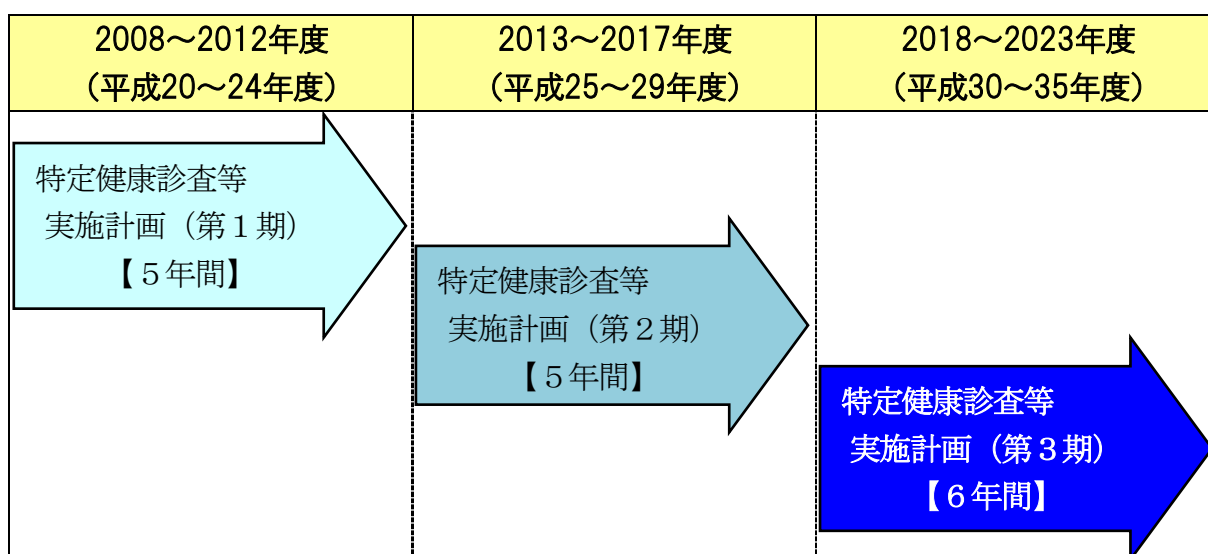 2008～2012年度
(平成20～24年度)
2013～2017年度
(平成25～29年度)
2018～2023年度
(平成30～35年度)
特定健康診査等
実施計画（第１期）
【５年間】
特定健康診査等
実施計画（第２期）
【５年間】
特定健康診査等
実施計画（第３期）
【６年間】